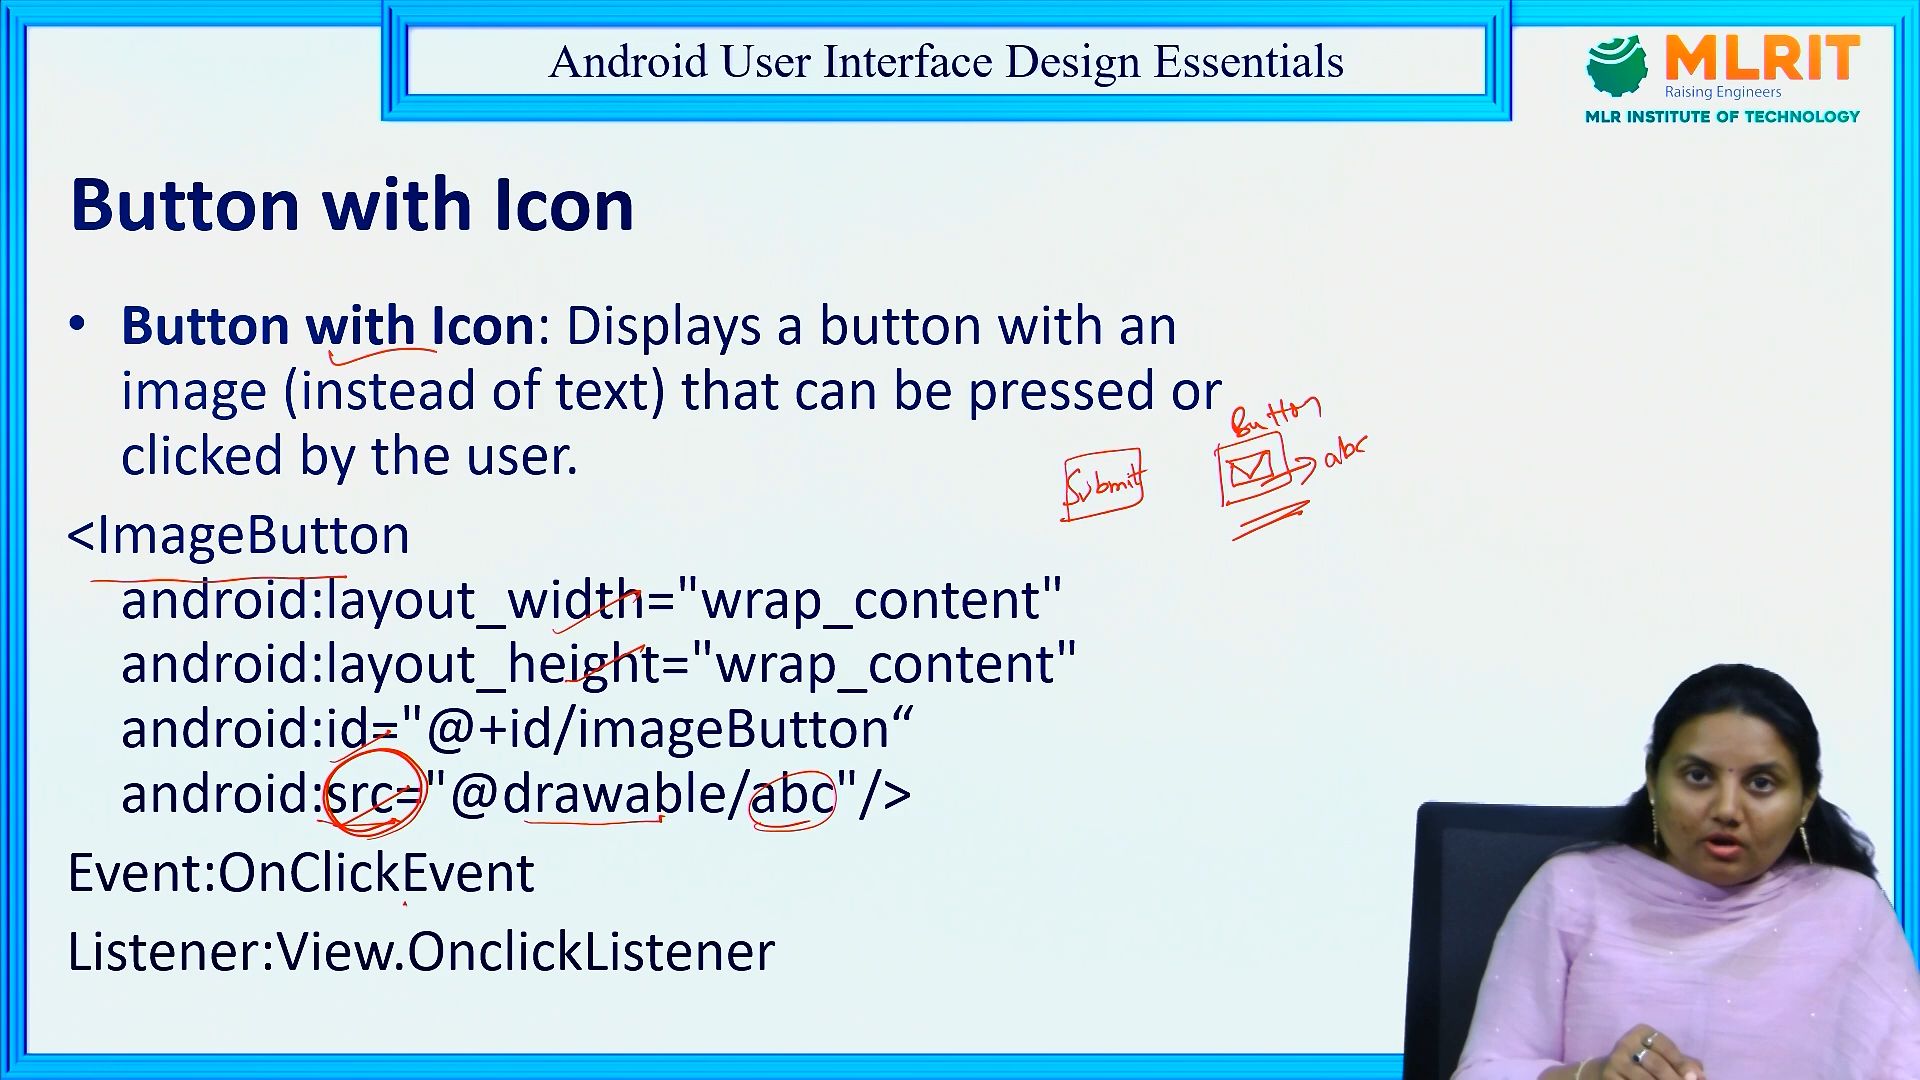 Android User Interface Design Essentials
MLRIT
Raising Engineers
MLR INSTITUTE OF TECHNOLOGY
Button with Icon
• Button with Icon: Displays a button with an
image (instead of text) that can be pressed or
clicked by the user.
Button
abc
Submit
<ImageButton
android:layout_width="wrap_content"
android:layout_height="wrap_content"
android:id="@+id/imageButton“
android:src="@drawable/abc"/>
Event:OnClickEvent
Listener:View.OnclickListener